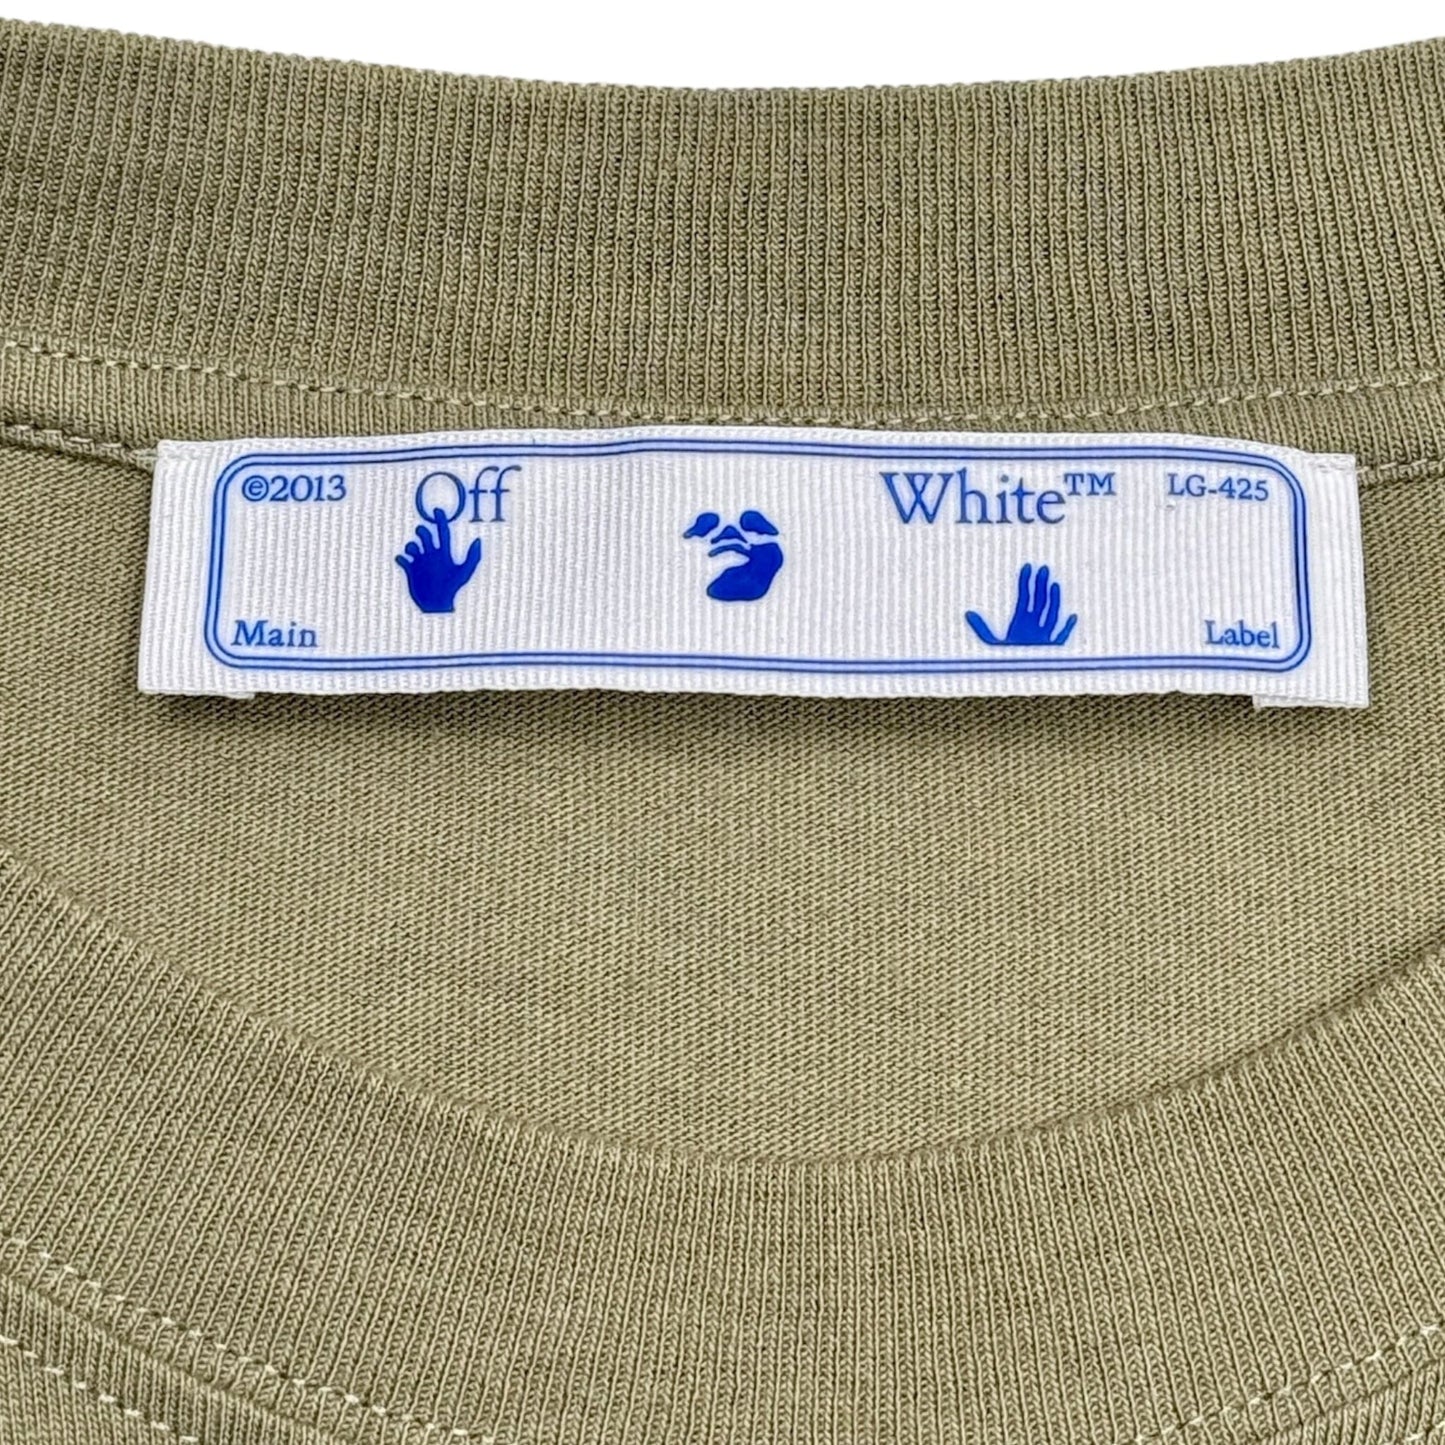 ©2013 Off White™ LG-425
Main Label